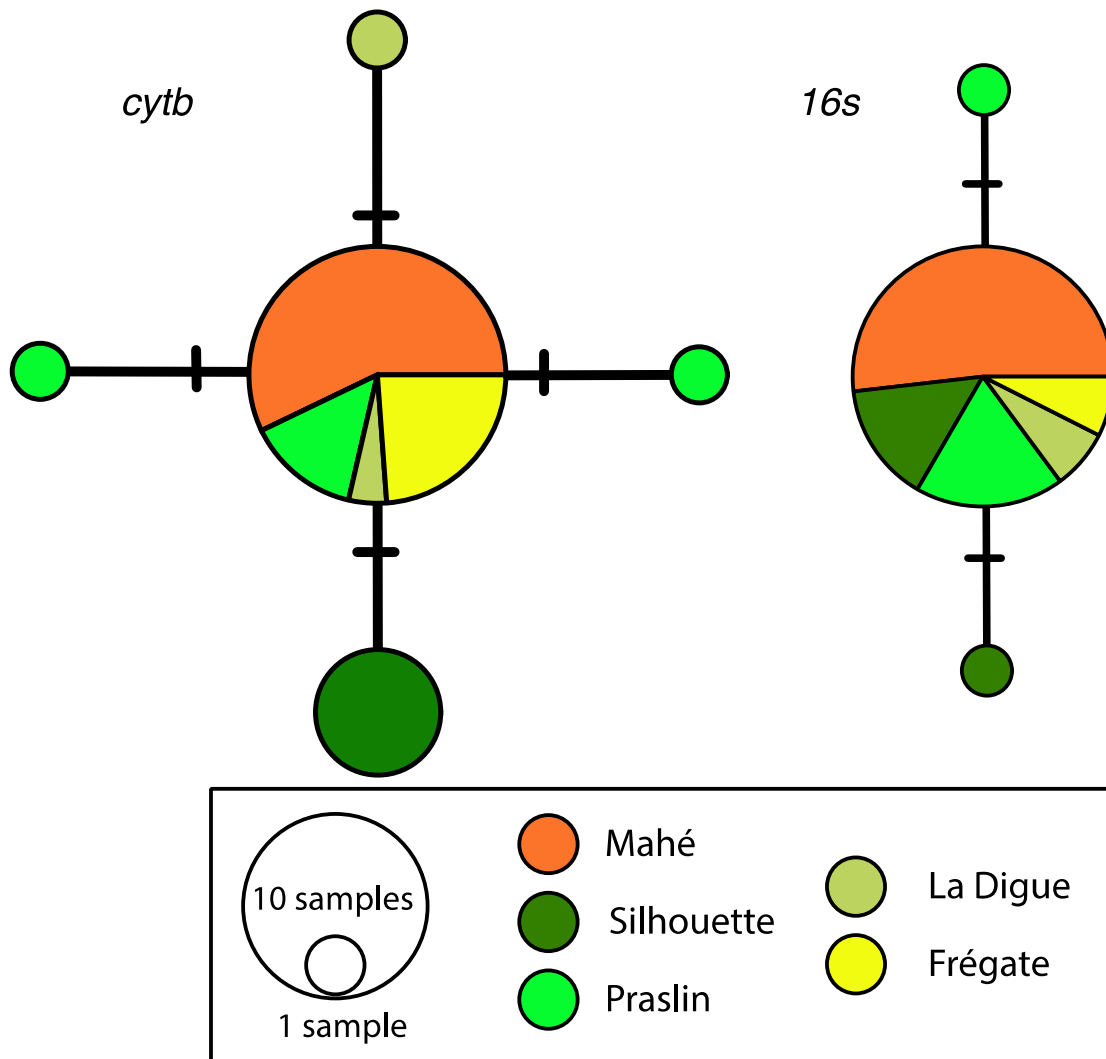 cytb
16s
10 samples
1 sample
Mahé
Silhouette
Praslin
La Digue
Frégate